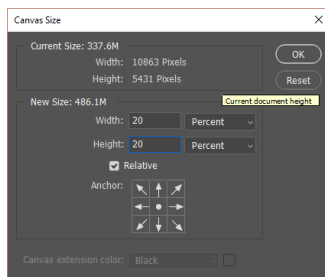 Canvas Size
Current Size: 337.6M
Width: 10863 Pixels
Height: 5431 Pixels
OK
Reset
Current document height
New Size: 486.1M
Width: 20 Percent
Height: 20 Percent
Relative
Anchor:
Canvas extension color: Black